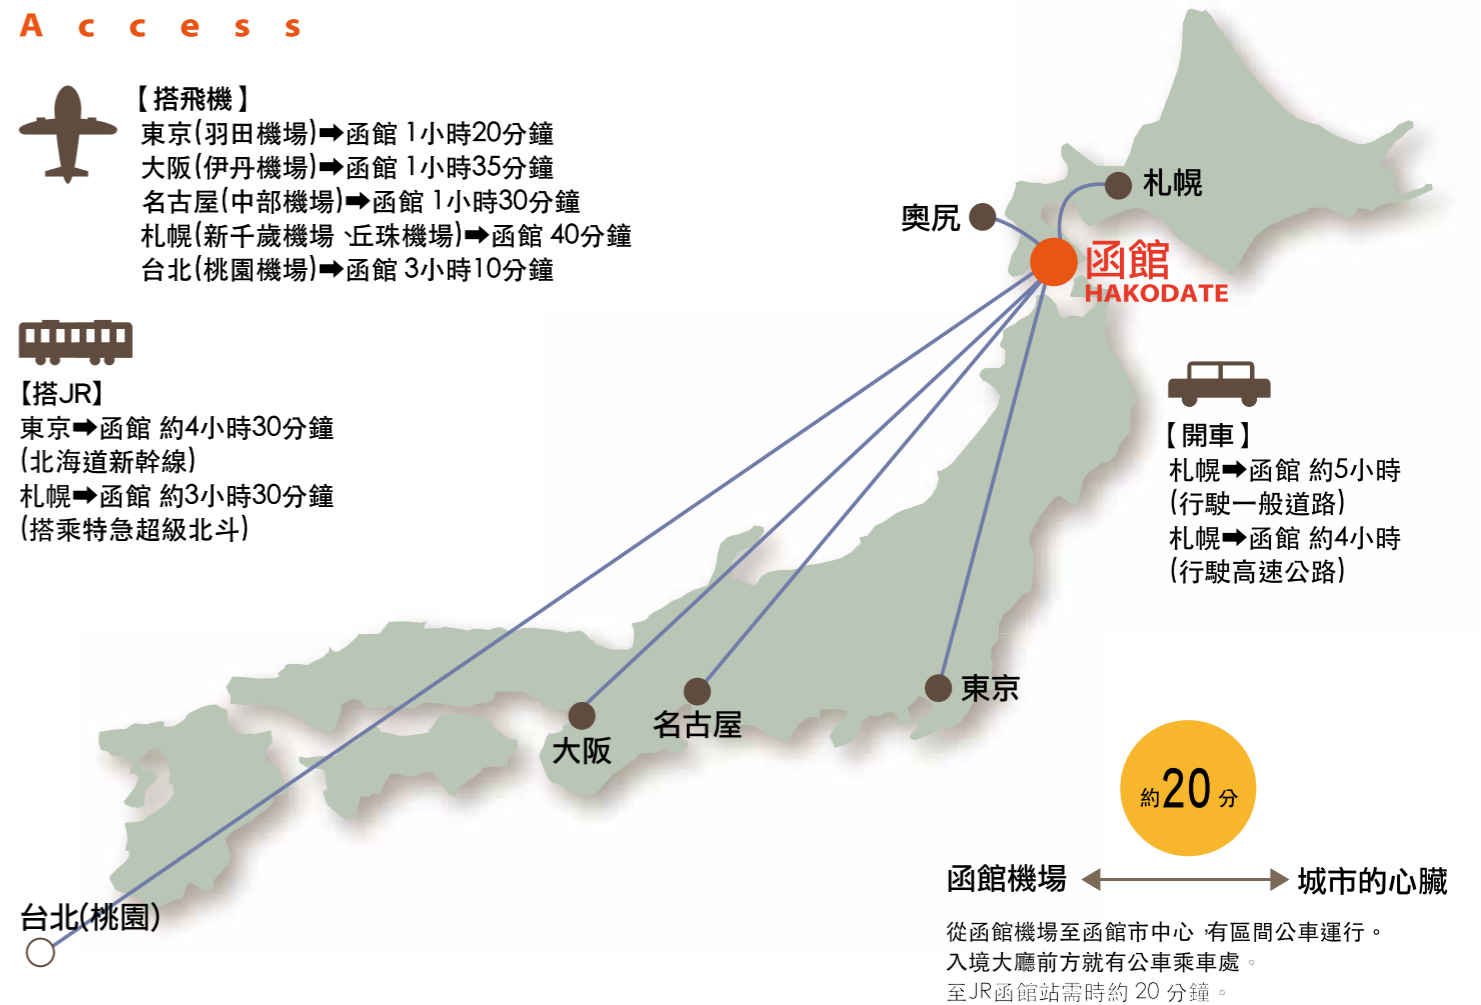 Access
【搭飛機】
東京(羽田機場)➡函館 1小時20分鐘
大阪(伊丹機場)➡函館 1小時35分鐘
名古屋(中部機場)➡函館 1小時30分鐘
札幌(新千歲機場、丘珠機場)➡函館 40分鐘
台北(桃園機場)➡函館 3小時10分鐘
【搭JR】
東京➡函館 約4小時30分鐘
(北海道新幹線)
札幌➡函館 約3小時30分鐘
(搭乘特急超級北斗)
札幌
奧尻
函館
HAKODATE
【開車】
札幌➡函館 約5小時
(行駛一般道路)
札幌➡函館 約4小時
(行駛高速公路)
東京
名古屋
大阪
台北(桃園)
約20分
函館機場
城市的心臟
從函館機場至函館市中心，有區間公車運行。
入境大廳前方就有公車乘車處。
至JR函館站需時約 20 分鐘。